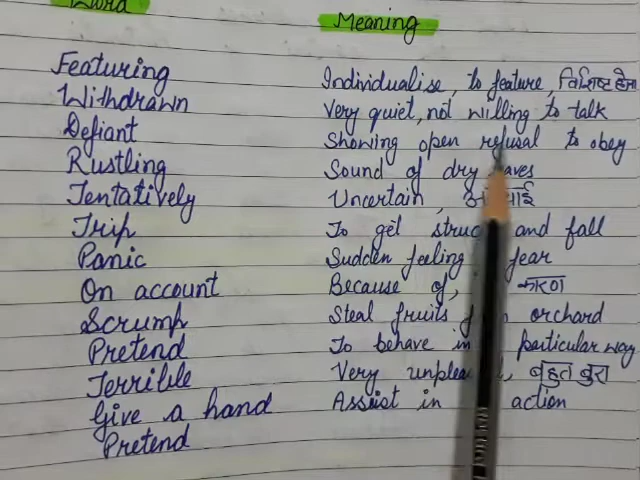 Word Meaning
Featuring Individualise, to feature, विशिष्ट होना
Withdrawn Very quiet, not willing to talk
Defiant Showing open refusal to obey
Rustling Sound of dry
Tentatively Uncertain,
Trip To get and fall
Panic Sudden feeling fear
On account Because of, कारण
Scrump Steal fruits orchard
Pretend To behave in particular way
Terrible Very बहुत बुरा
Give a hand Assist in action
Pretend